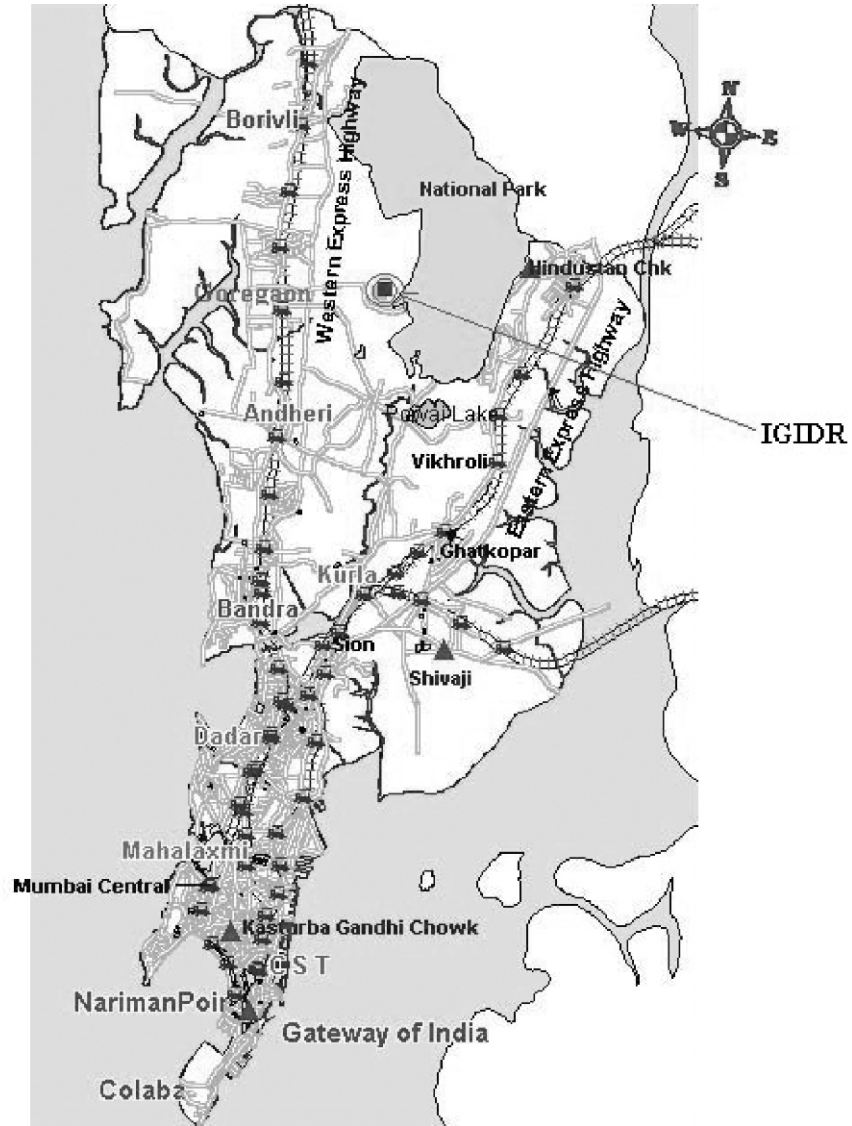 Borivli
Western Express Highway
National Park
N
W
E
S
Hindustan Chk
Goregaon
Eastern Express Highway
Andheri
Powai Lake
IGIDR
Vikhroli
Ghatkopar
Kurla
Bandra
Sion
Shivaji
Dadar
Mahalaxmi
Mumbai Central
Kasturba Gandhi Chowk
C S T
NarimanPoin
Gateway of India
Colaba